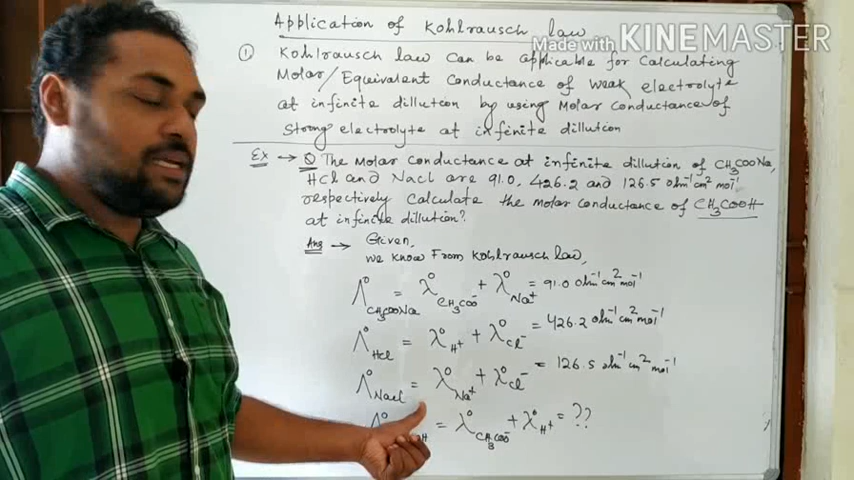 Application of Kohlrausch law
Made with KINEMASTER
① Kohlrausch law can be applicable for calculating
Molar/Equivalent conductance of weak electrolyte
at infinite dillution by using Molar conductance of
strong electrolyte at infinite dillution
Ex → Q The Molar conductance at infinite dillution of CH₃COONa,
HCl and NaCl are 91.0, 426.2 and 126.5 ohm⁻¹cm² mol⁻¹
respectively calculate the molar conductance of CH₃COOH
at infinite dillution?
Ans → Given,
we know From Kohlrausch law,
Λ°CH₃COONa = λ°CH₃COO⁻ + λ°Na⁺ = 91.0 ohm⁻¹ cm² mol⁻¹
Λ°HCl = λ°H⁺ + λ°Cl⁻ = 426.2 ohm⁻¹ cm² mol⁻¹
Λ°NaCl = λ°Na⁺ + λ°Cl⁻ = 126.5 ohm⁻¹ cm² mol⁻¹
= λ°CH₃COO⁻ + λ°H⁺ = ??